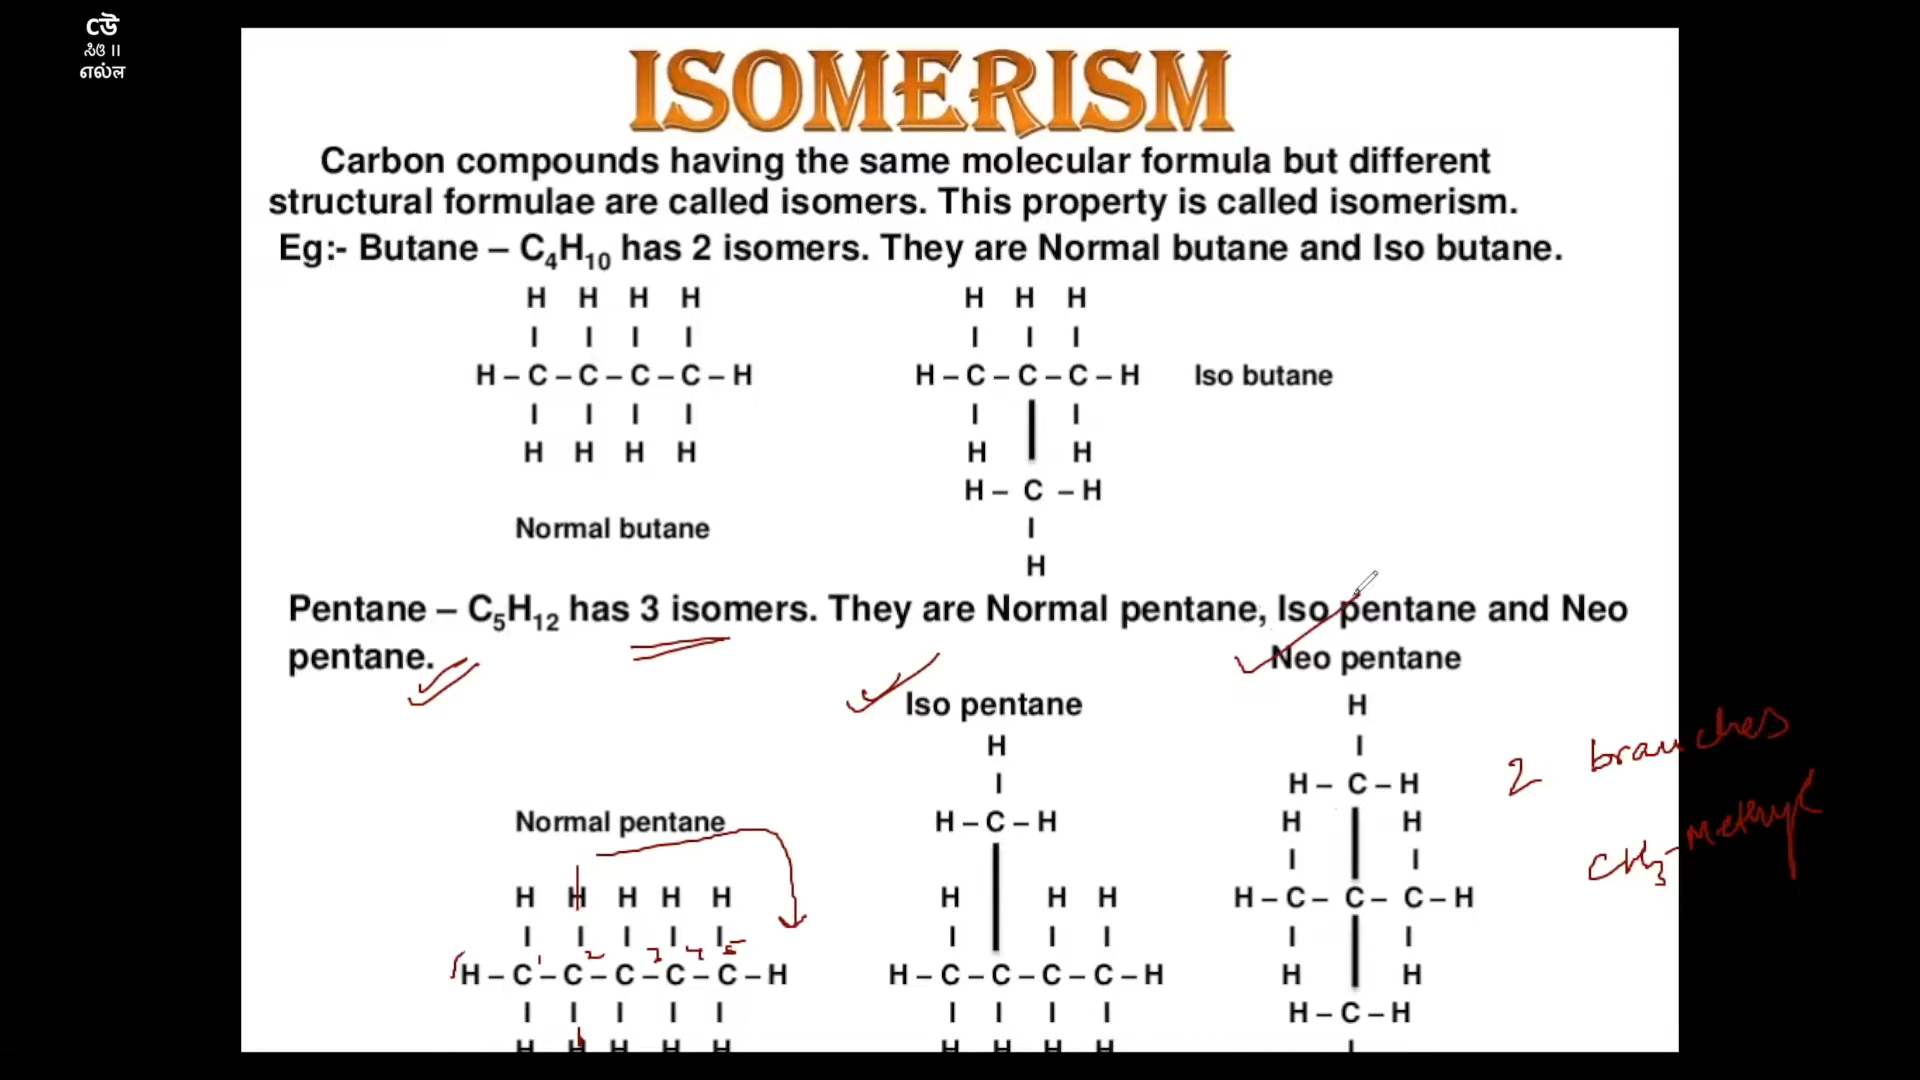 ISOMERISM
Carbon compounds having the same molecular formula but different
structural formulae are called isomers. This property is called isomerism.
Eg:- Butane – C₄H₁₀ has 2 isomers. They are Normal butane and Iso butane.
H H H H
H – C – C – C – C – H
H H H H
Normal butane
H H H
H – C – C – C – H
H H
H – C – H
H
Iso butane
Pentane – C₅H₁₂ has 3 isomers. They are Normal pentane, Iso pentane and Neo
pentane.
Normal pentane
H H H H H
1 2 3 4 5
H – C – C – C – C – C – H
H H H H H
Iso pentane
H
H – C – H
H H H
H – C – C – C – C – H
H H H H
Neo pentane
H
H – C – H
H H
H – C – C – C – H
H H
H – C – H
2 branches
CH₃ - Methyl